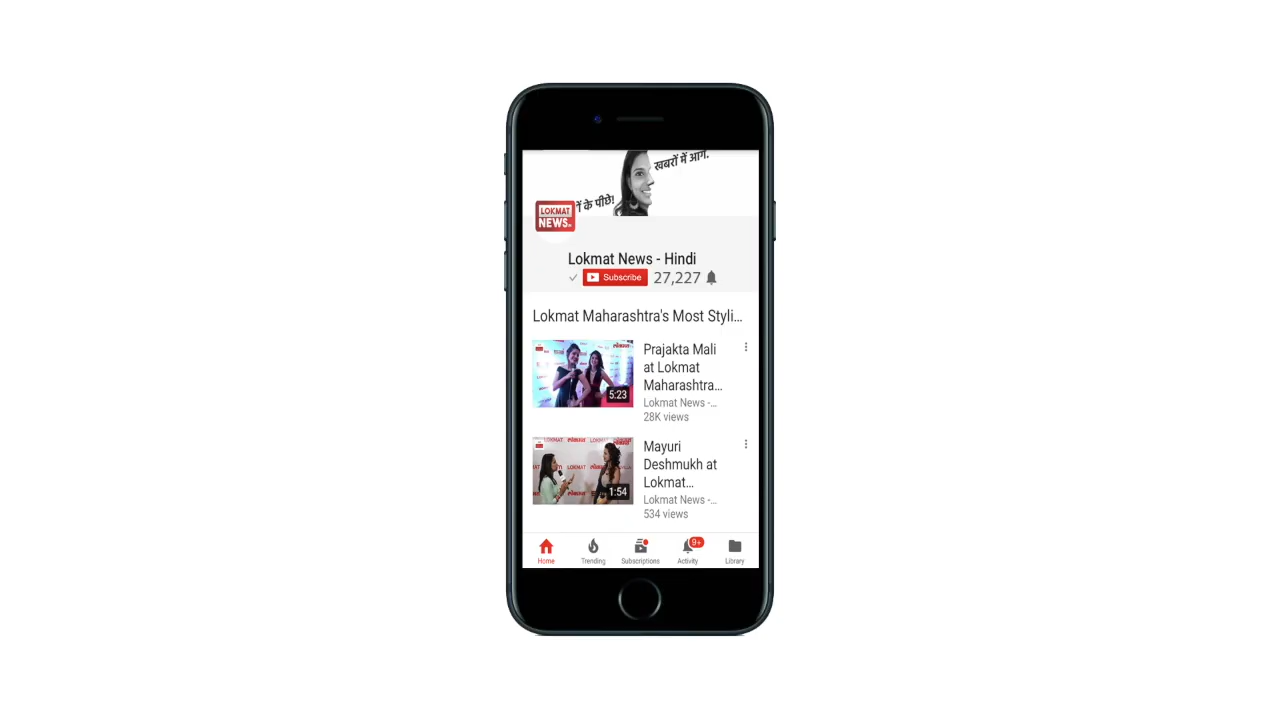 खबरों में आगे.
ों के पीछे!
LOKMAT
NEWS
Lokmat News - Hindi
Subscribe 27,227
Lokmat Maharashtra's Most Styli...
Prajakta Mali
at Lokmat
Maharashtra...
Lokmat News -...
28K views
5:23
Mayuri
Deshmukh at
Lokmat...
Lokmat News -...
534 views
LOKMAT
1:54
9+
Home Trending Subscriptions Activity Library